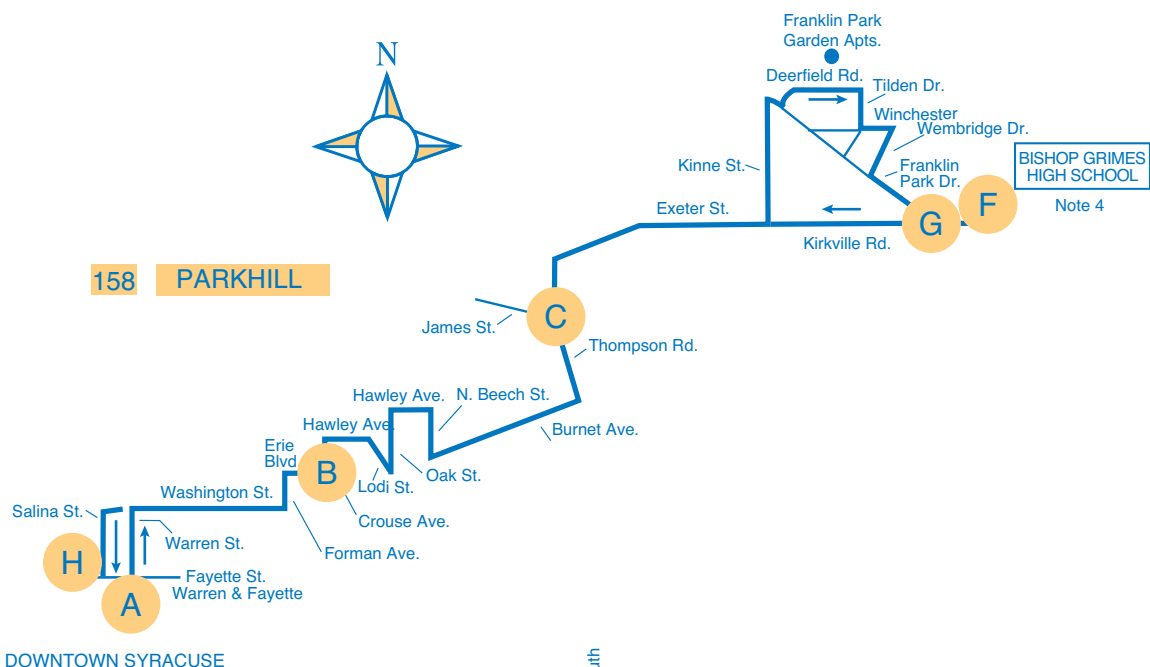 Franklin Park
Garden Apts.
N
Deerfield Rd.
Tilden Dr.
Winchester
Wembridge Dr.
Kinne St.
Franklin
Park Dr.
BISHOP GRIMES
HIGH SCHOOL
Note 4
F
G
Exeter St.
Kirkville Rd.
158 PARKHILL
C
James St.
Thompson Rd.
Hawley Ave.
N. Beech St.
Hawley Ave.
Burnet Ave.
Erie
Blvd
B
Lodi St.
Oak St.
Washington St.
Crouse Ave.
Salina St.
Warren St.
Forman Ave.
H
A
Fayette St.
Warren & Fayette
DOWNTOWN SYRACUSE
uth